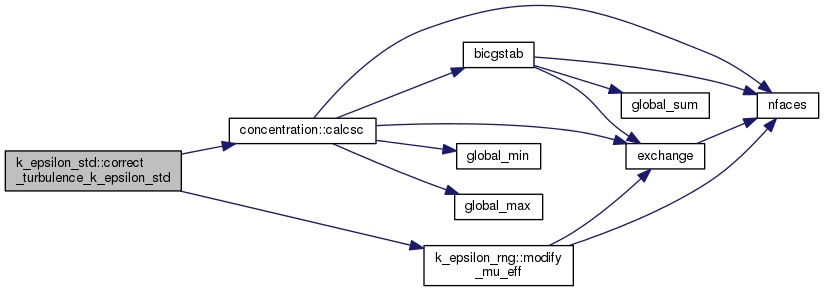 k_epsilon_std::correct
_turbulence_k_epsilon_std
concentration::calcsc
bicgstab
global_sum
nfaces
global_min
exchange
global_max
k_epsilon_rng::modify
_mu_eff